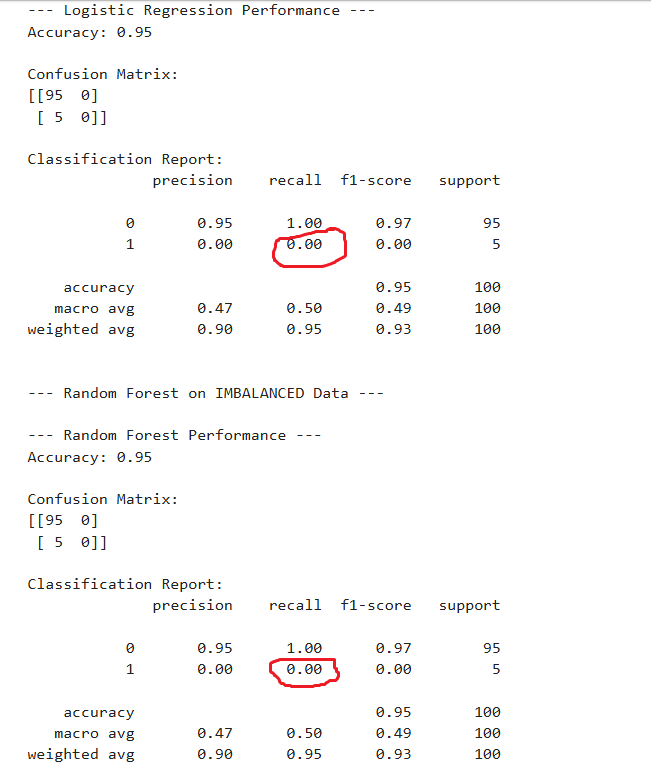 --- Logistic Regression Performance ---
Accuracy: 0.95
Confusion Matrix:
[[95  0]
 [ 5  0]]
Classification Report:
              precision    recall  f1-score   support
           0       0.95      1.00      0.97        95
           1       0.00      0.00      0.00         5
    accuracy                           0.95       100
   macro avg       0.47      0.50      0.49       100
weighted avg       0.90      0.95      0.93       100
--- Random Forest on IMBALANCED Data ---
--- Random Forest Performance ---
Accuracy: 0.95
Confusion Matrix:
[[95  0]
 [ 5  0]]
Classification Report:
              precision    recall  f1-score   support
           0       0.95      1.00      0.97        95
           1       0.00      0.00      0.00         5
    accuracy                           0.95       100
   macro avg       0.47      0.50      0.49       100
weighted avg       0.90      0.95      0.93       100